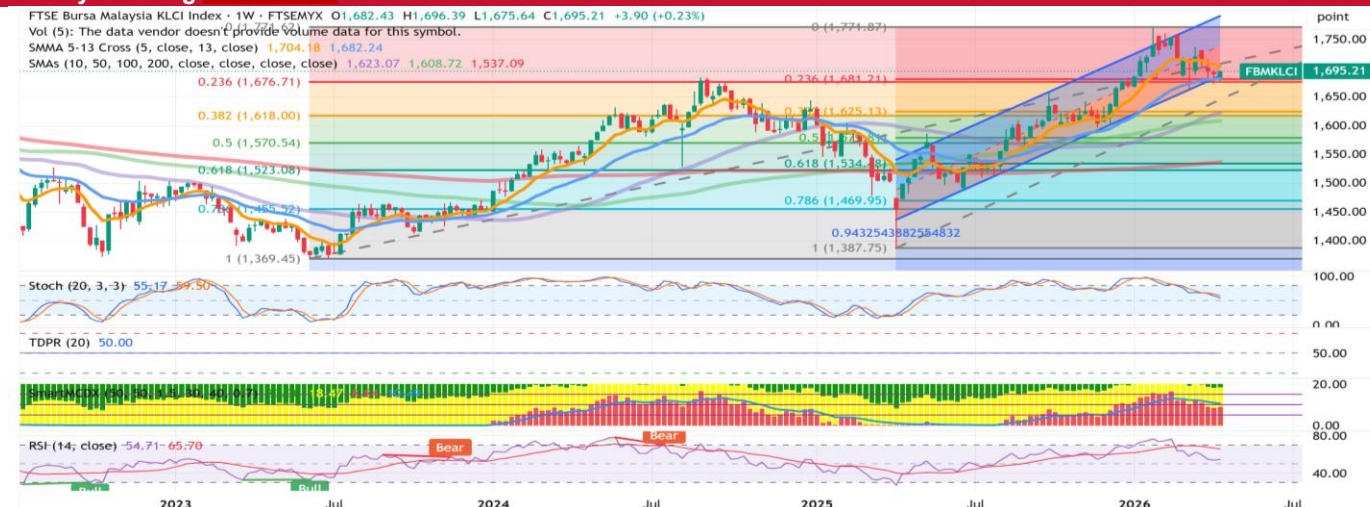 FTSE Bursa Malaysia KLCI Index · 1W · FTSEMYX O1,682.43 H1,696.39 L1,675.64 C1,695.21 +3.90 (+0.23%)
point
Vol (5): The data vendor doesn't provide volume data for this symbol.
0 (1,771.87)
SMMA 5-13 Cross (5, close, 13, close) 1,704.18 1,682.24
1,750.00
SMAs (10, 50, 100, 200, close, close, close, close) 1,623.07 1,608.72 1,537.09
FBMKLCI 1,695.21
0.236 (1,676.71)
0.236 (1,681.21)
1,650.00
0.382 (1,618.00)
(1,625.13)
1,600.00
0.5 (1,570.54)
1,550.00
0.618 (1,523.08)
0.618
1,500.00
0.786 (1,469.95)
1,450.00
0.9432543882554832
1 (1,387.75)
1,400.00
1 (1,369.45)
Stoch (20, 3, 3) 55.17 59.50
100.00
0.00
TDPR (20) 50.00
50.00
18.47
20.00
0.00
RSI (14, close) 54.71 65.70
Bear
Bear
80.00
40.00
Bull
Bull
2023 Jul 2024 Jul 2025 Jul 2026 Jul